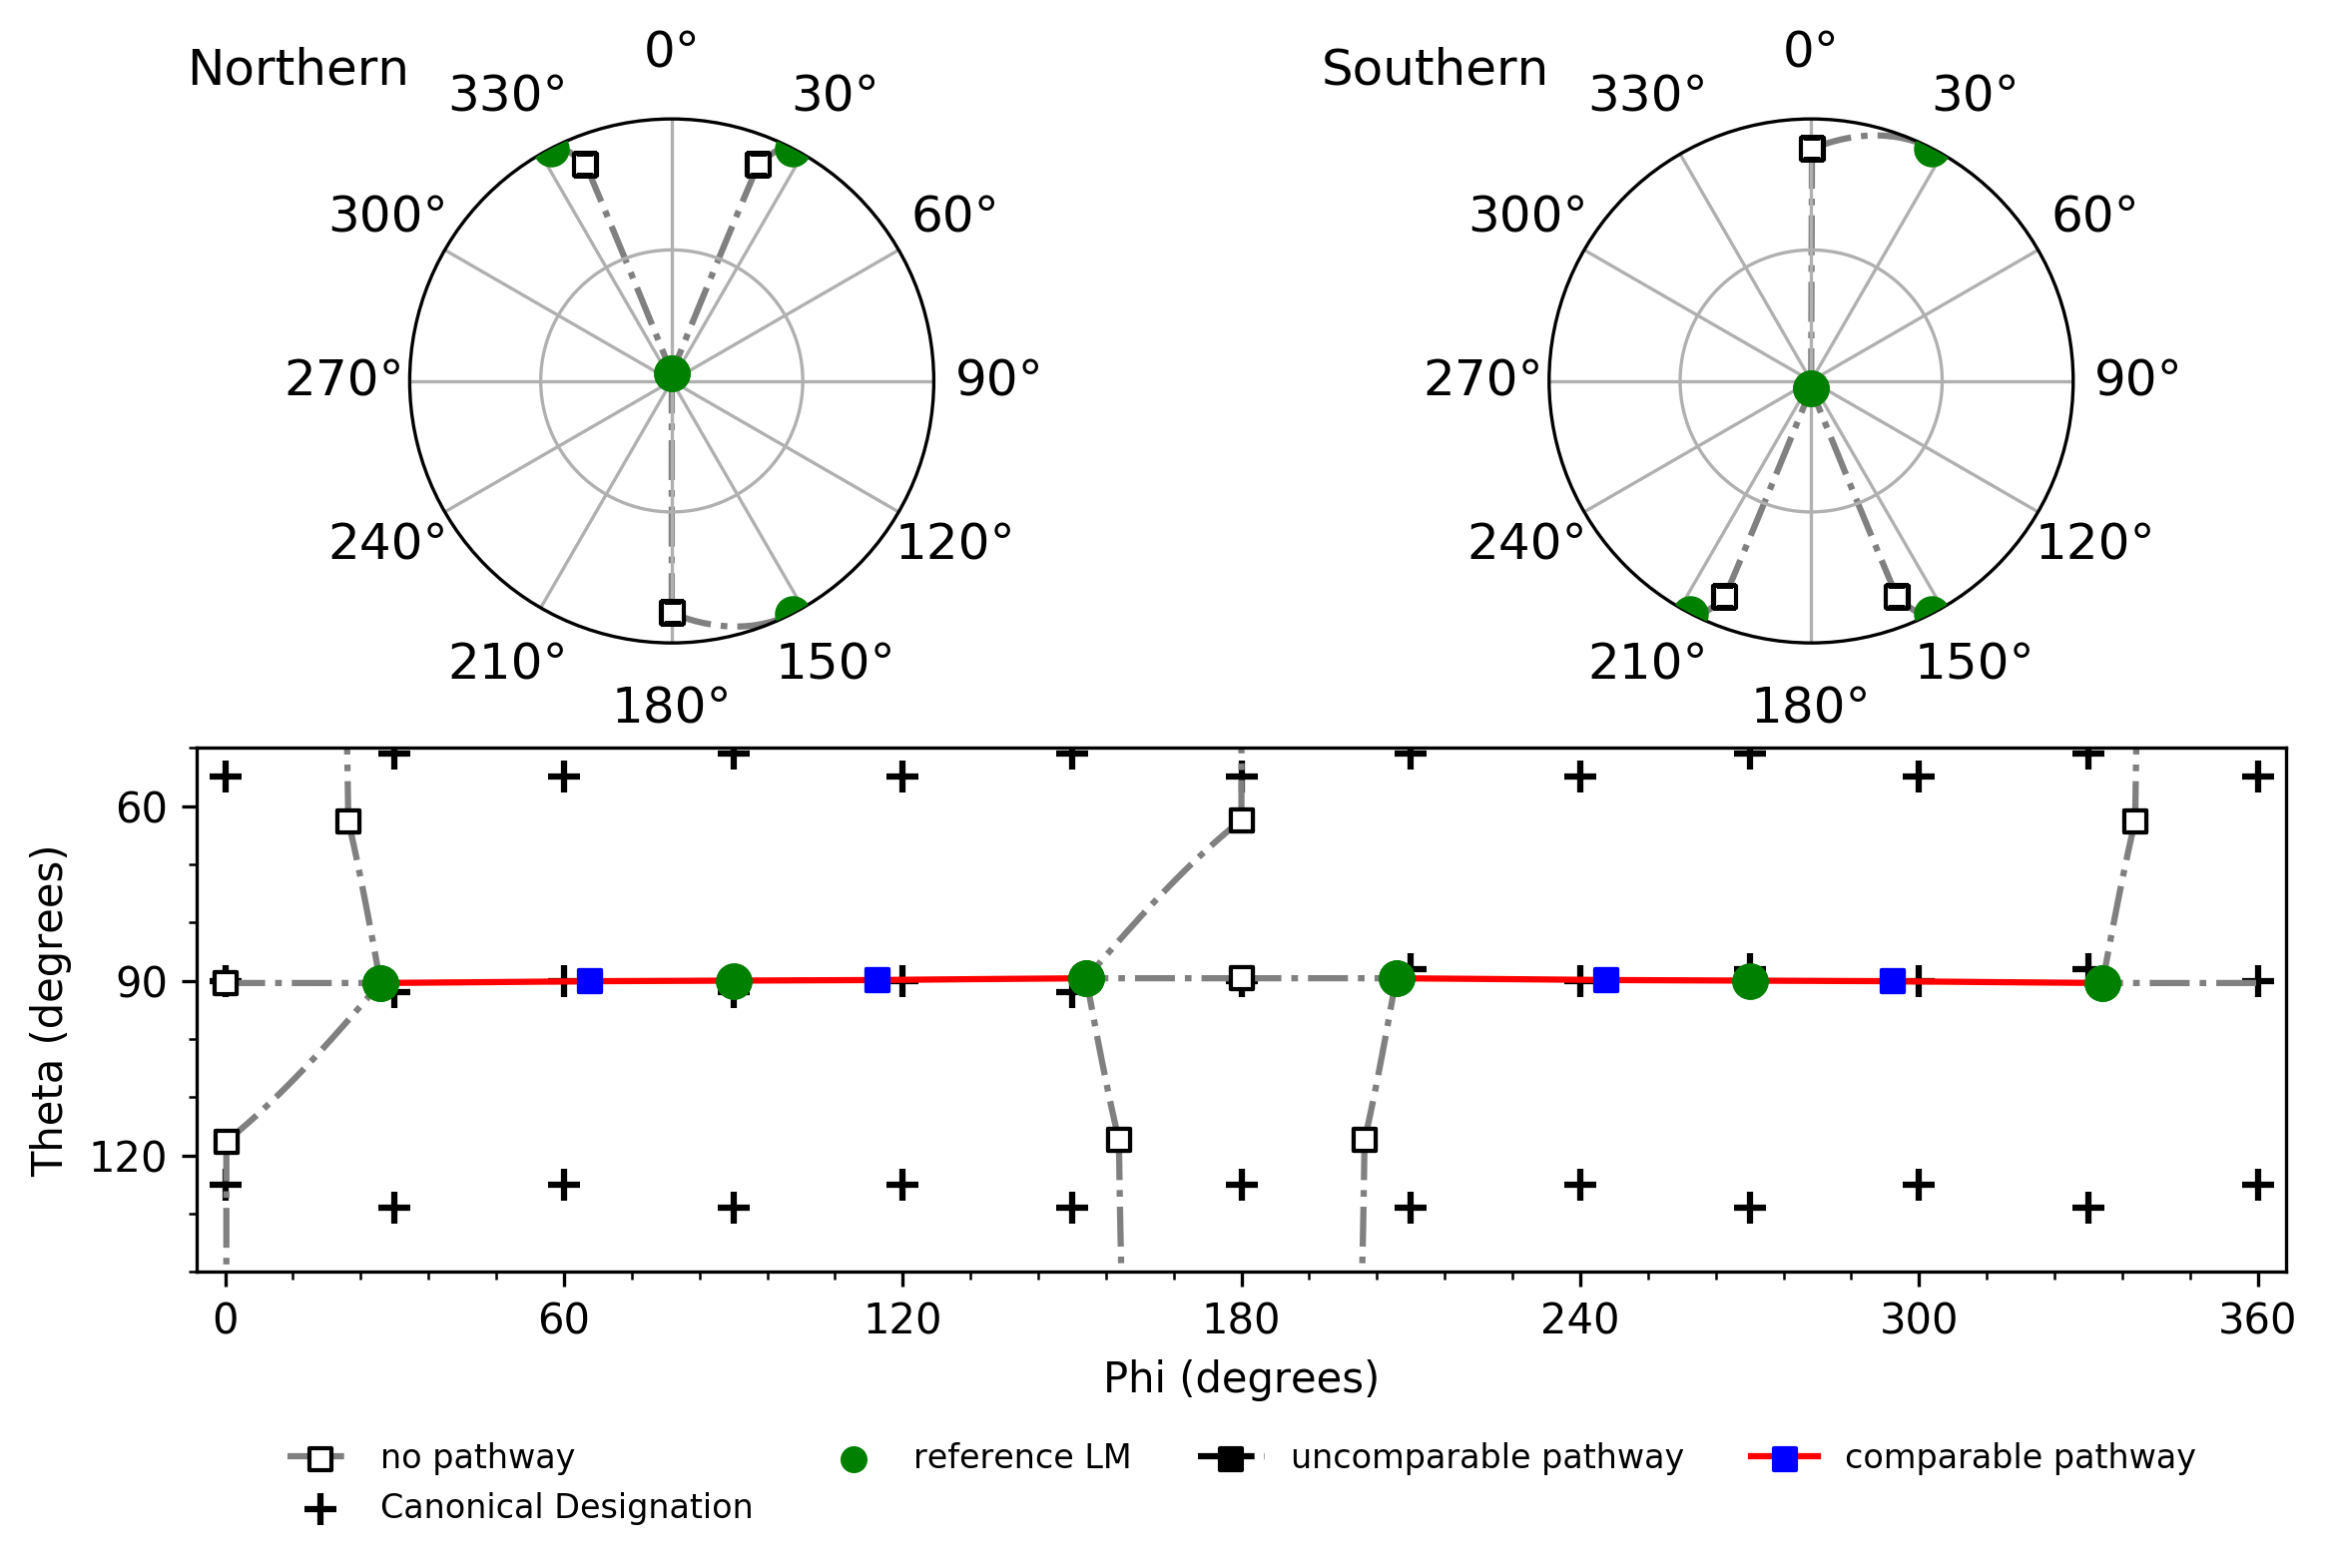 Northern
0°
330°
30°
300°
60°
270°
90°
240°
120°
210°
150°
180°
Southern
0°
330°
30°
300°
60°
270°
90°
240°
120°
210°
150°
180°
Theta (degrees)
60
90
120
0 60 120 180 240 300 360
Phi (degrees)
no pathway
reference LM
uncomparable pathway
comparable pathway
Canonical Designation